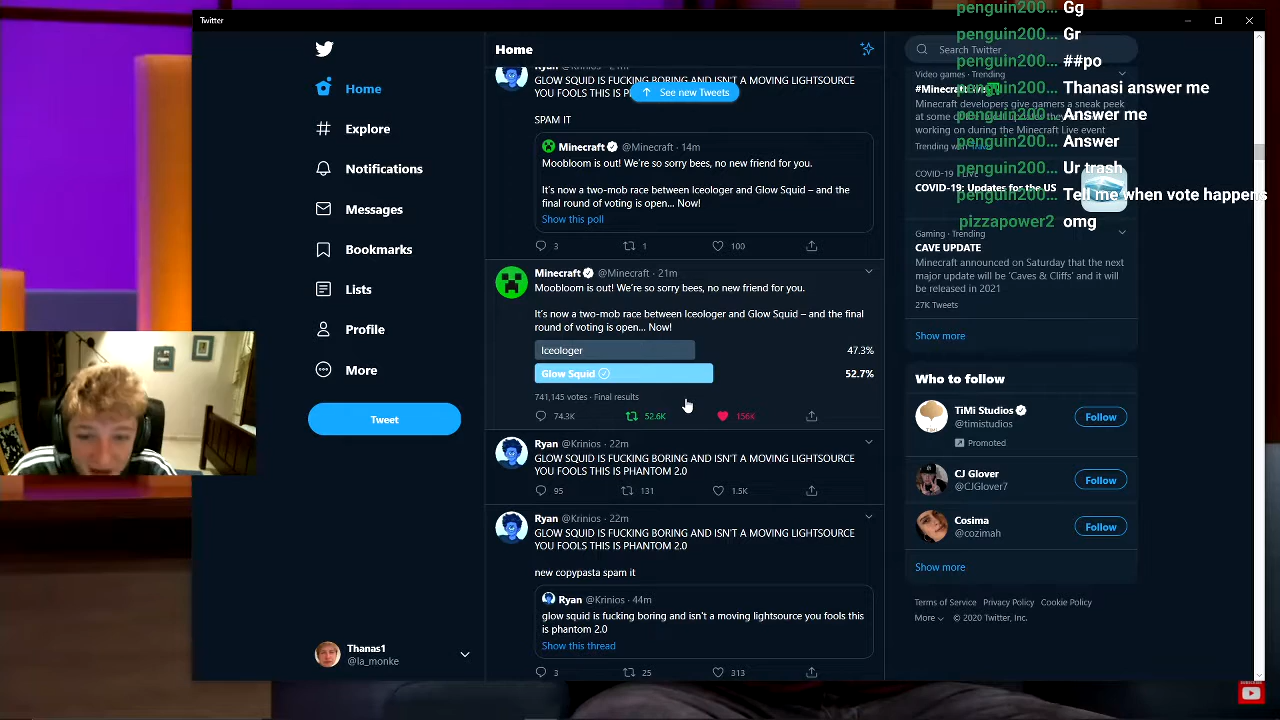 Twitter
Home
Explore
Notifications
Messages
Bookmarks
Lists
Profile
More
Tweet
Thanas1
@la_monke
Home
See new Tweets
Ryan @Krinios · 21m
GLOW SQUID IS FUCKING BORING AND ISN'T A MOVING LIGHTSOURCE
YOU FOOLS THIS IS
SPAM IT
Minecraft @Minecraft · 14m
Moobloom is out! We're so sorry bees, no new friend for you.
It's now a two-mob race between Iceologer and Glow Squid – and the
final round of voting is open... Now!
Show this poll
3 1 100
Minecraft @Minecraft · 21m
Moobloom is out! We're so sorry bees, no new friend for you.
It's now a two-mob race between Iceologer and Glow Squid – and the final
round of voting is open... Now!
Iceologer 47.3%
Glow Squid 52.7%
741,145 votes · Final results
74.3K 52.6K 156K
Ryan @Krinios · 22m
GLOW SQUID IS FUCKING BORING AND ISN'T A MOVING LIGHTSOURCE
YOU FOOLS THIS IS PHANTOM 2.0
95 131 1.5K
Ryan @Krinios · 22m
GLOW SQUID IS FUCKING BORING AND ISN'T A MOVING LIGHTSOURCE
YOU FOOLS THIS IS PHANTOM 2.0
new copypasta spam it
Ryan @Krinios · 44m
glow squid is fucking boring and isn't a moving lightsource you fools this
is phantom 2.0
Show this thread
3 25 313
Search Twitter
Video games · Trending
Minecraft developers give gamers a sneak peek
at some of
working on during the Minecraft Live event
Trending with
COVID-19
COVID-19: Updates for the US
Gaming · Trending
CAVE UPDATE
Minecraft announced on Saturday that the next
major update will be 'Caves & Cliffs' and it will
be released in 2021
27K Tweets
Show more
Who to follow
TiMi Studios
@timistudios
Follow
Promoted
CJ Glover
@CJGlover7
Follow
Cosima
@cozimah
Follow
Show more
Terms of Service Privacy Policy Cookie Policy
More © 2020 Twitter, Inc.
penguin200... Gg
penguin200... Gr
penguin200... ##po
penguin200... Thanasi answer me
penguin200... Answer me
penguin200... Answer
penguin200... Ur trash
penguin200... Tell me when vote happens
pizzapower2 omg
SUBSCRIBE